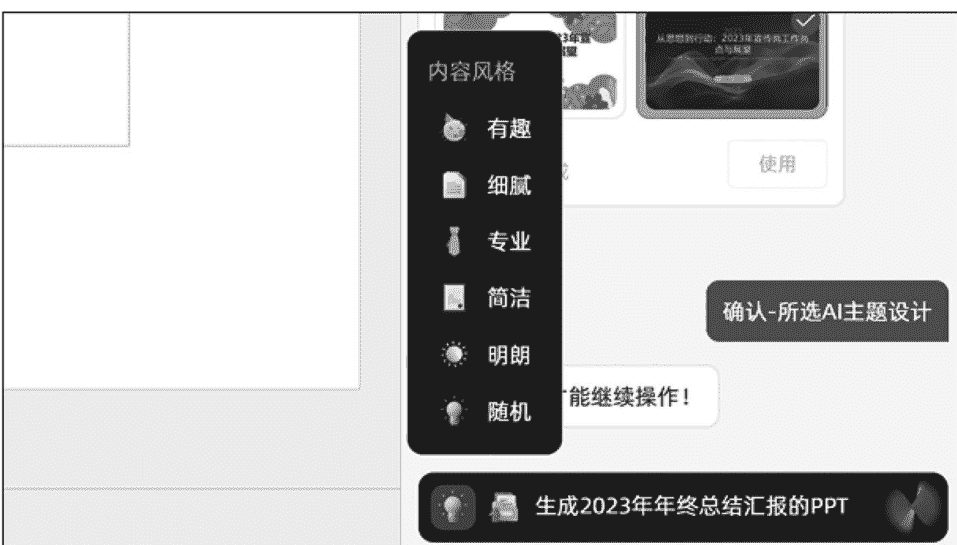 从思想到行动：2023年宣传部工作亮
点与展望
内容风格
有趣
细腻
专业
简洁
明朗
随机
使用
确认-所选AI主题设计
能继续操作！
生成2023年年终总结汇报的PPT